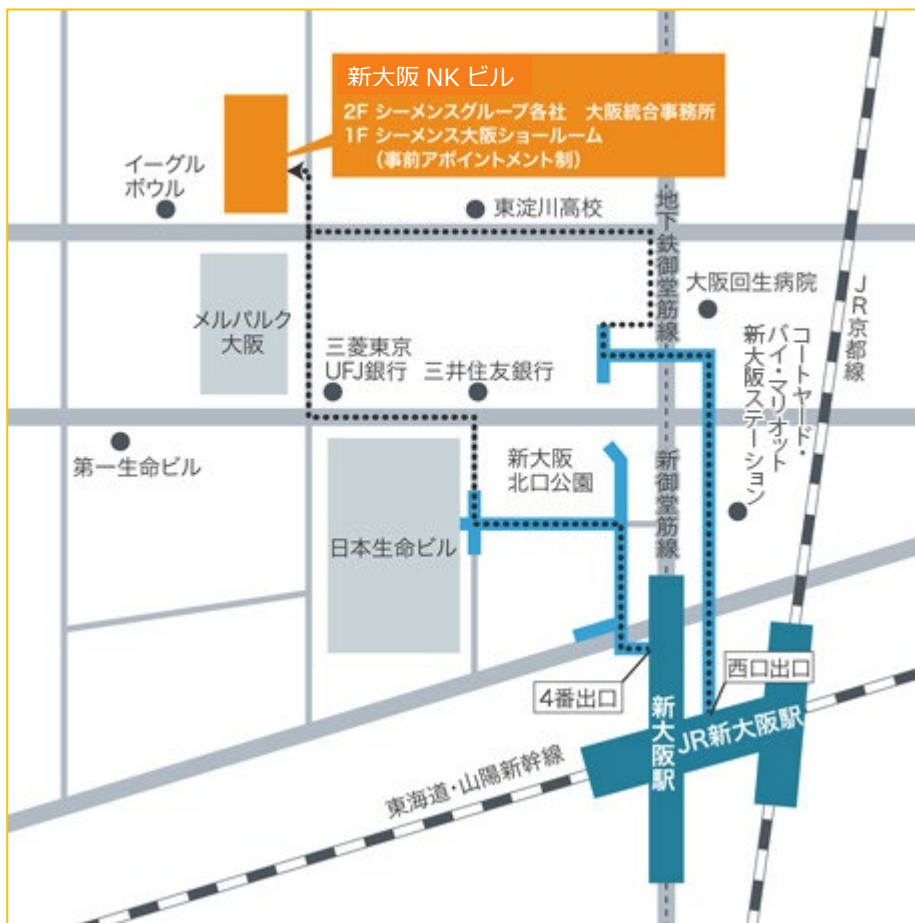 新大阪 NK ビル
2F シーメンスグループ各社　大阪統合事務所
1F シーメンス大阪ショールーム
（事前アポイントメント制）
イーグル
ボウル
東淀川高校
地下鉄御堂筋線
大阪回生病院
JR京都線
メルパルク
大阪
三菱東京
UFJ銀行
三井住友銀行
コートヤード・
バイ・マリオット
新大阪ステーション
第一生命ビル
新大阪
北口公園
新御堂筋線
日本生命ビル
4番出口
西口出口
新大阪駅
JR新大阪駅
東海道・山陽新幹線